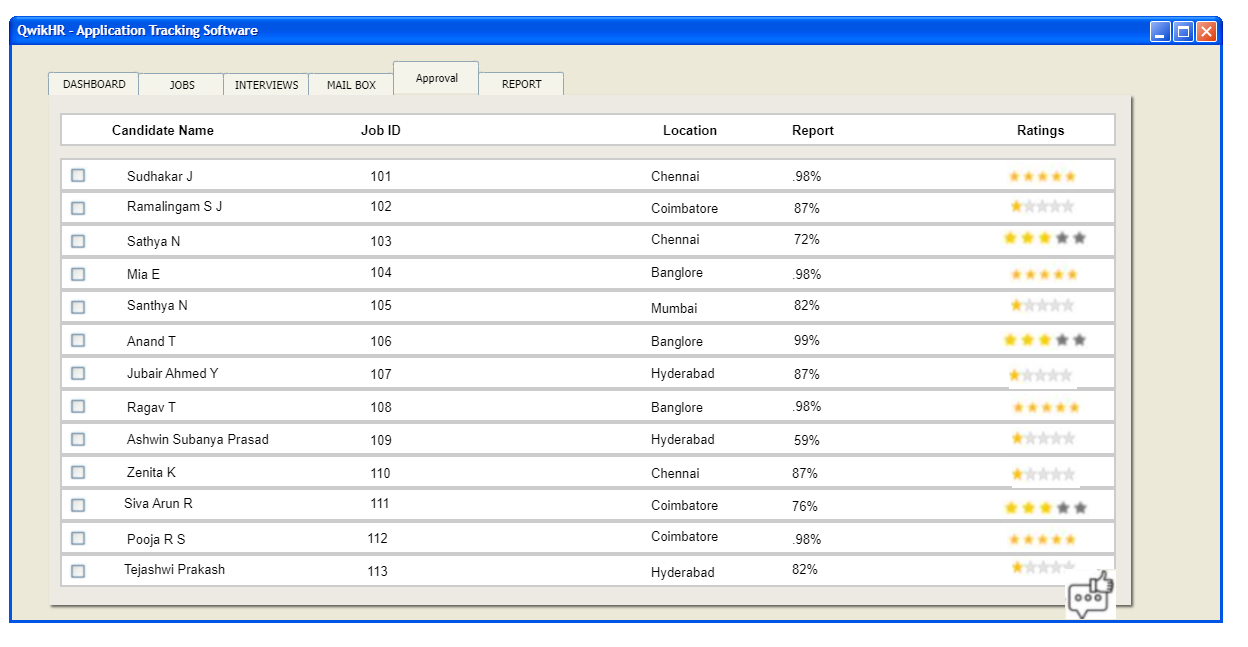 QwikHR - Application Tracking Software
DASHBOARD JOBS INTERVIEWS MAIL BOX Approval REPORT
Candidate Name Job ID Location Report Ratings
Sudhakar J 101 Chennai .98%
Ramalingam S J 102 Coimbatore 87%
Sathya N 103 Chennai 72%
Mia E 104 Banglore .98%
Santhya N 105 Mumbai 82%
Anand T 106 Banglore 99%
Jubair Ahmed Y 107 Hyderabad 87%
Ragav T 108 Banglore .98%
Ashwin Subanya Prasad 109 Hyderabad 59%
Zenita K 110 Chennai 87%
Siva Arun R 111 Coimbatore 76%
Pooja R S 112 Coimbatore .98%
Tejashwi Prakash 113 Hyderabad 82%